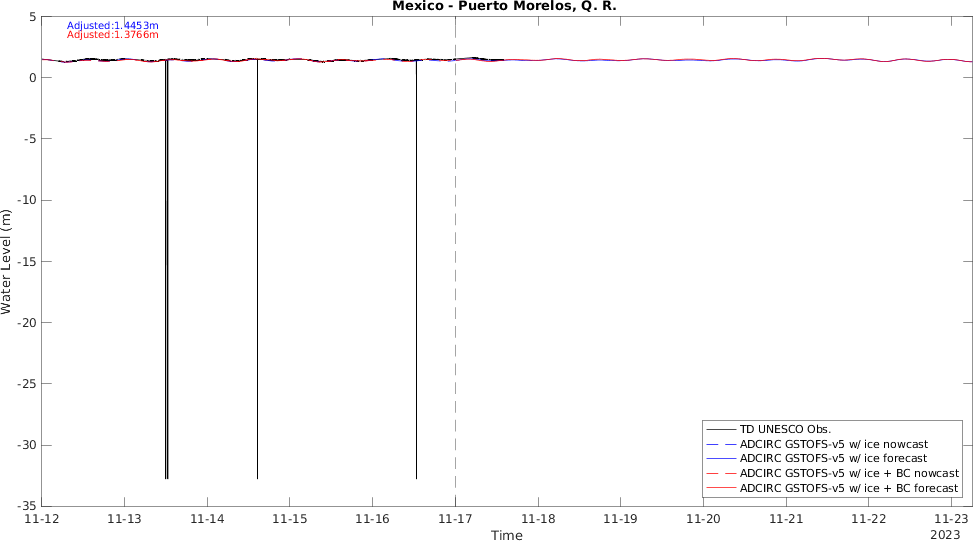 Mexico - Puerto Morelos, Q. R.
Adjusted:1.4453m
Adjusted:1.3766m
Water Level (m)
5
0
-5
-10
-15
-20
-25
-30
-35
TD UNESCO Obs.
ADCIRC GSTOFS-v5 w/ ice nowcast
ADCIRC GSTOFS-v5 w/ ice forecast
ADCIRC GSTOFS-v5 w/ ice + BC nowcast
ADCIRC GSTOFS-v5 w/ ice + BC forecast
11-12 11-13 11-14 11-15 11-16 11-17 11-18 11-19 11-20 11-21 11-22 11-23
Time
2023